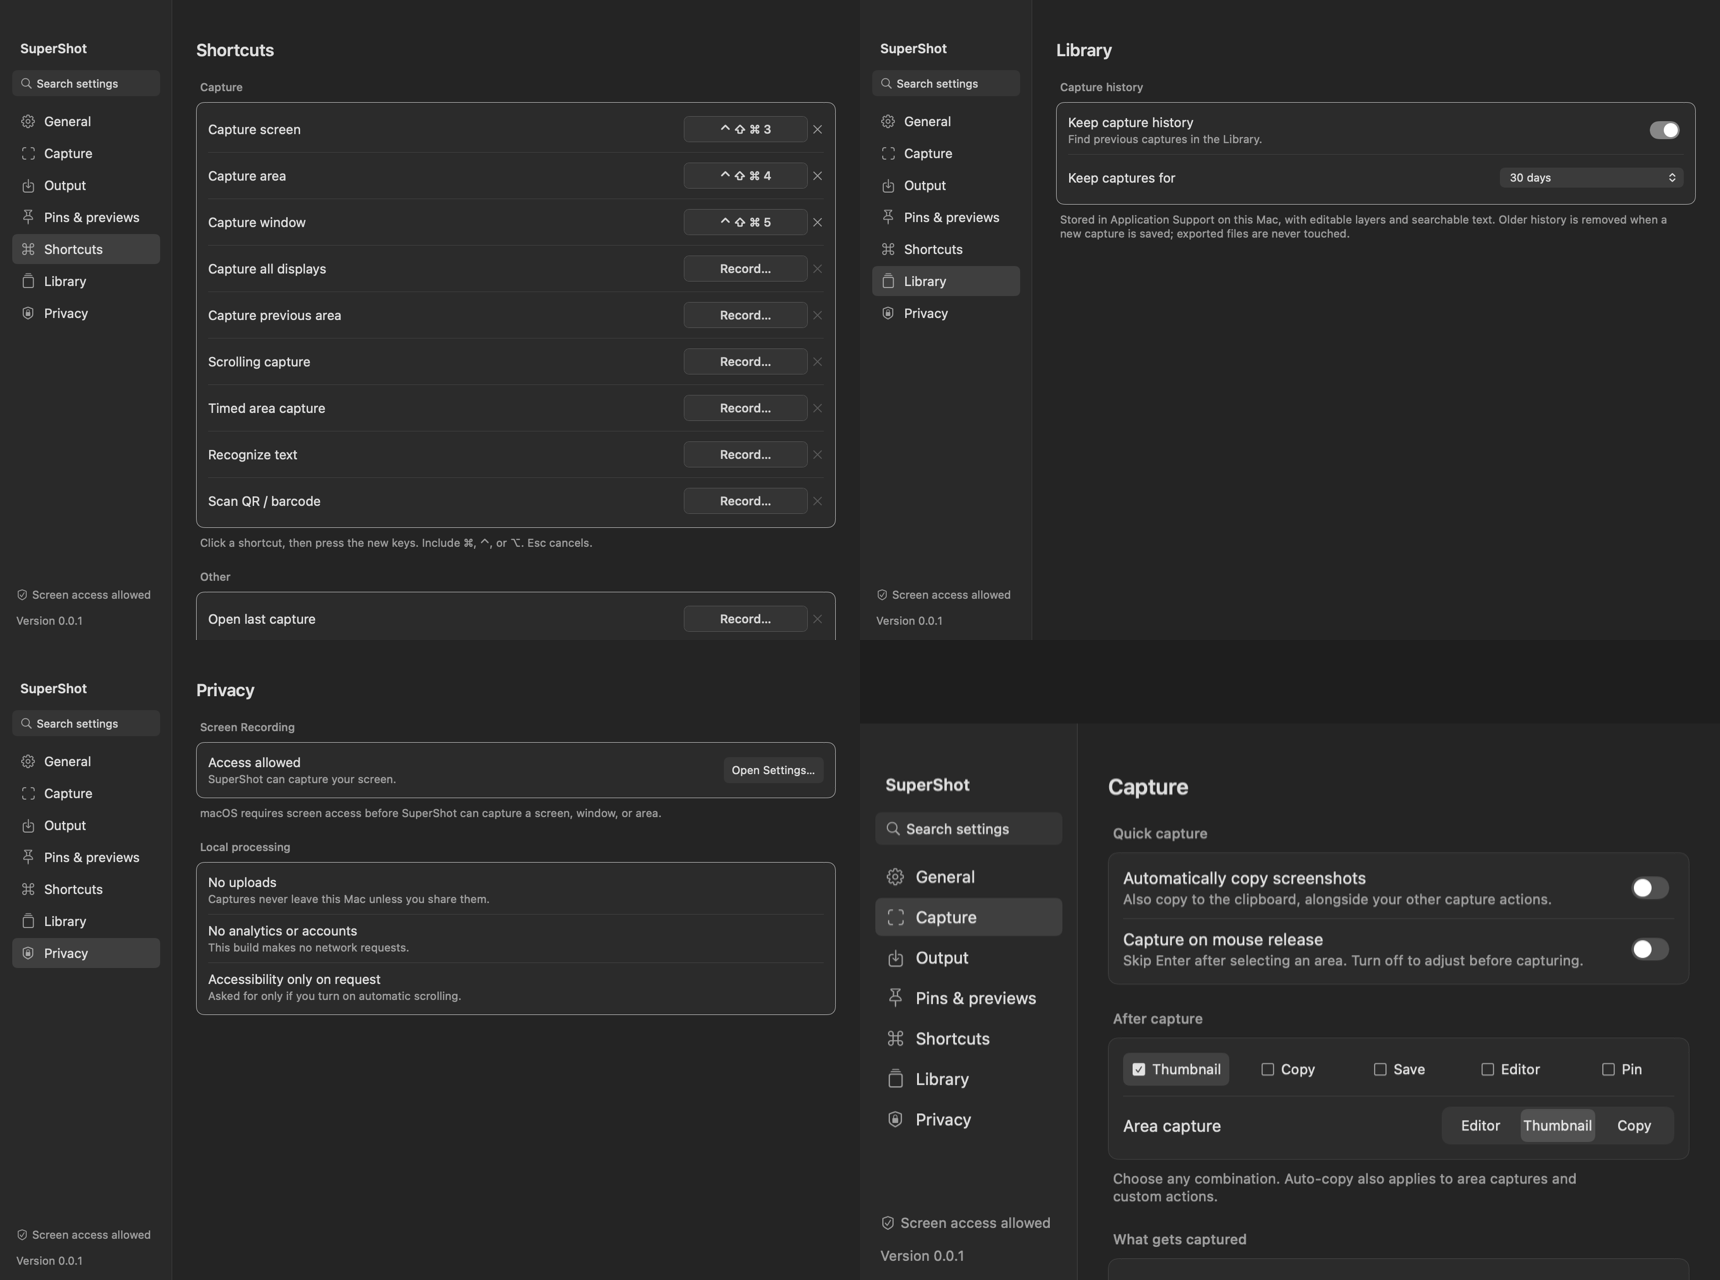 SuperShot
Search settings
General
Capture
Output
Pins & previews
Shortcuts
Library
Privacy
Screen access allowed
Version 0.0.1
Shortcuts
Capture
Capture screen ⌃ ⇧ ⌘ 3
Capture area ⌃ ⇧ ⌘ 4
Capture window ⌃ ⇧ ⌘ 5
Capture all displays Record...
Capture previous area Record...
Scrolling capture Record...
Timed area capture Record...
Recognize text Record...
Scan QR / barcode Record...
Click a shortcut, then press the new keys. Include ⌘, ⌃, or ⌥. Esc cancels.
Other
Open last capture Record...
SuperShot
Search settings
General
Capture
Output
Pins & previews
Shortcuts
Library
Privacy
Screen access allowed
Version 0.0.1
Library
Capture history
Keep capture history
Find previous captures in the Library.
Keep captures for 30 days
Stored in Application Support on this Mac, with editable layers and searchable text. Older history is removed when a
new capture is saved; exported files are never touched.
SuperShot
Search settings
General
Capture
Output
Pins & previews
Shortcuts
Library
Privacy
Screen access allowed
Version 0.0.1
Privacy
Screen Recording
Access allowed
SuperShot can capture your screen.
Open Settings...
macOS requires screen access before SuperShot can capture a screen, window, or area.
Local processing
No uploads
Captures never leave this Mac unless you share them.
No analytics or accounts
This build makes no network requests.
Accessibility only on request
Asked for only if you turn on automatic scrolling.
SuperShot
Search settings
General
Capture
Output
Pins & previews
Shortcuts
Library
Privacy
Screen access allowed
Version 0.0.1
Capture
Quick capture
Automatically copy screenshots
Also copy to the clipboard, alongside your other capture actions.
Capture on mouse release
Skip Enter after selecting an area. Turn off to adjust before capturing.
After capture
Thumbnail Copy Save Editor Pin
Area capture Editor Thumbnail Copy
Choose any combination. Auto-copy also applies to area captures and
custom actions.
What gets captured